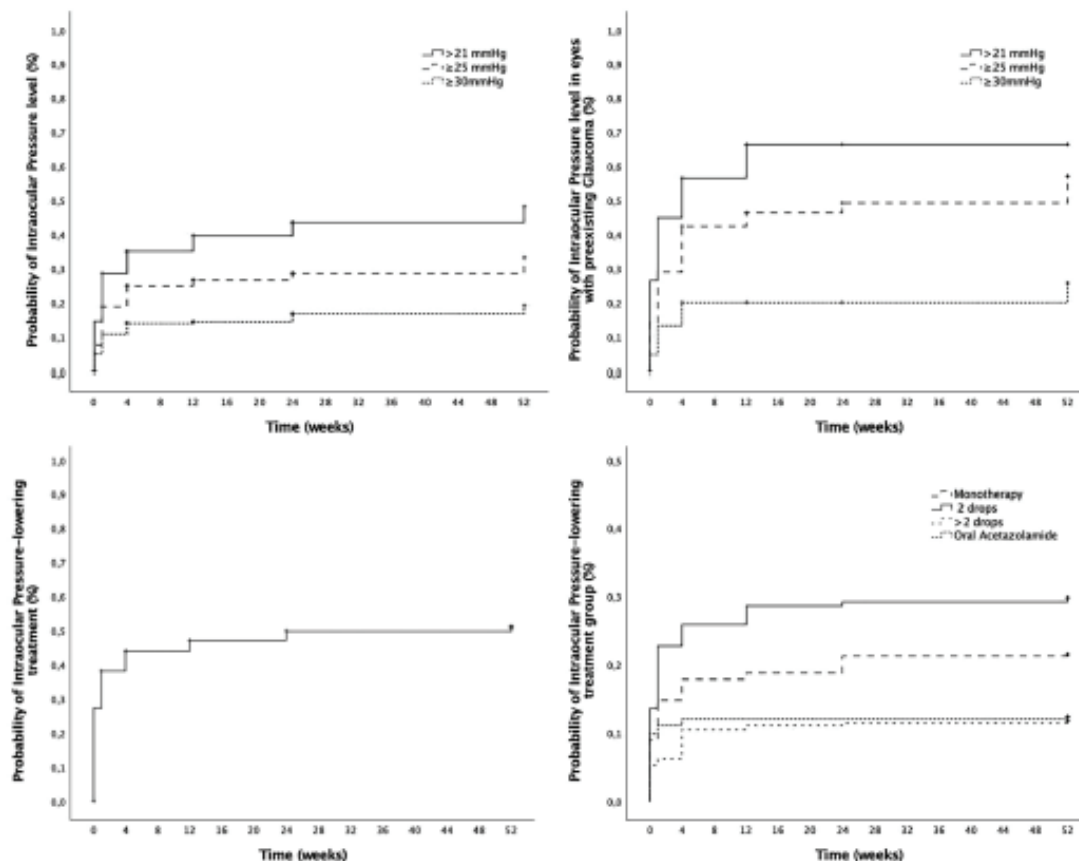 Probability of Intraocular Pressure level (%)
1,0
0,9
0,8
0,7
0,6
0,5
0,4
0,3
0,2
0,1
0,0
>21 mmHg
≥25 mmHg
≥30mmHg
0 4 8 12 16 20 24 28 32 36 40 44 48 52
Time (weeks)
Probability of Intraocular Pressure level in eyes
with preexisting Glaucoma (%)
1,0
0,9
0,8
0,7
0,6
0,5
0,4
0,3
0,2
0,1
0,0
>21 mmHg
≥25 mmHg
≥30mmHg
0 4 8 12 16 20 24 28 32 36 40 44 48 52
Time (weeks)
Probability of Intraocular Pressure-lowering
treatment (%)
1,0
0,9
0,8
0,7
0,6
0,5
0,4
0,3
0,2
0,1
0,0
0 4 8 12 16 20 24 28 32 36 40 44 48 52
Time (weeks)
Probability of Intraocular Pressure-lowering
treatment group (%)
0,5
0,4
0,3
0,2
0,1
0,0
Monotherapy
2 drops
>2 drops
Oral Acetazolamide
0 4 8 12 16 20 24 28 32 36 40 44 48 52
Time (weeks)